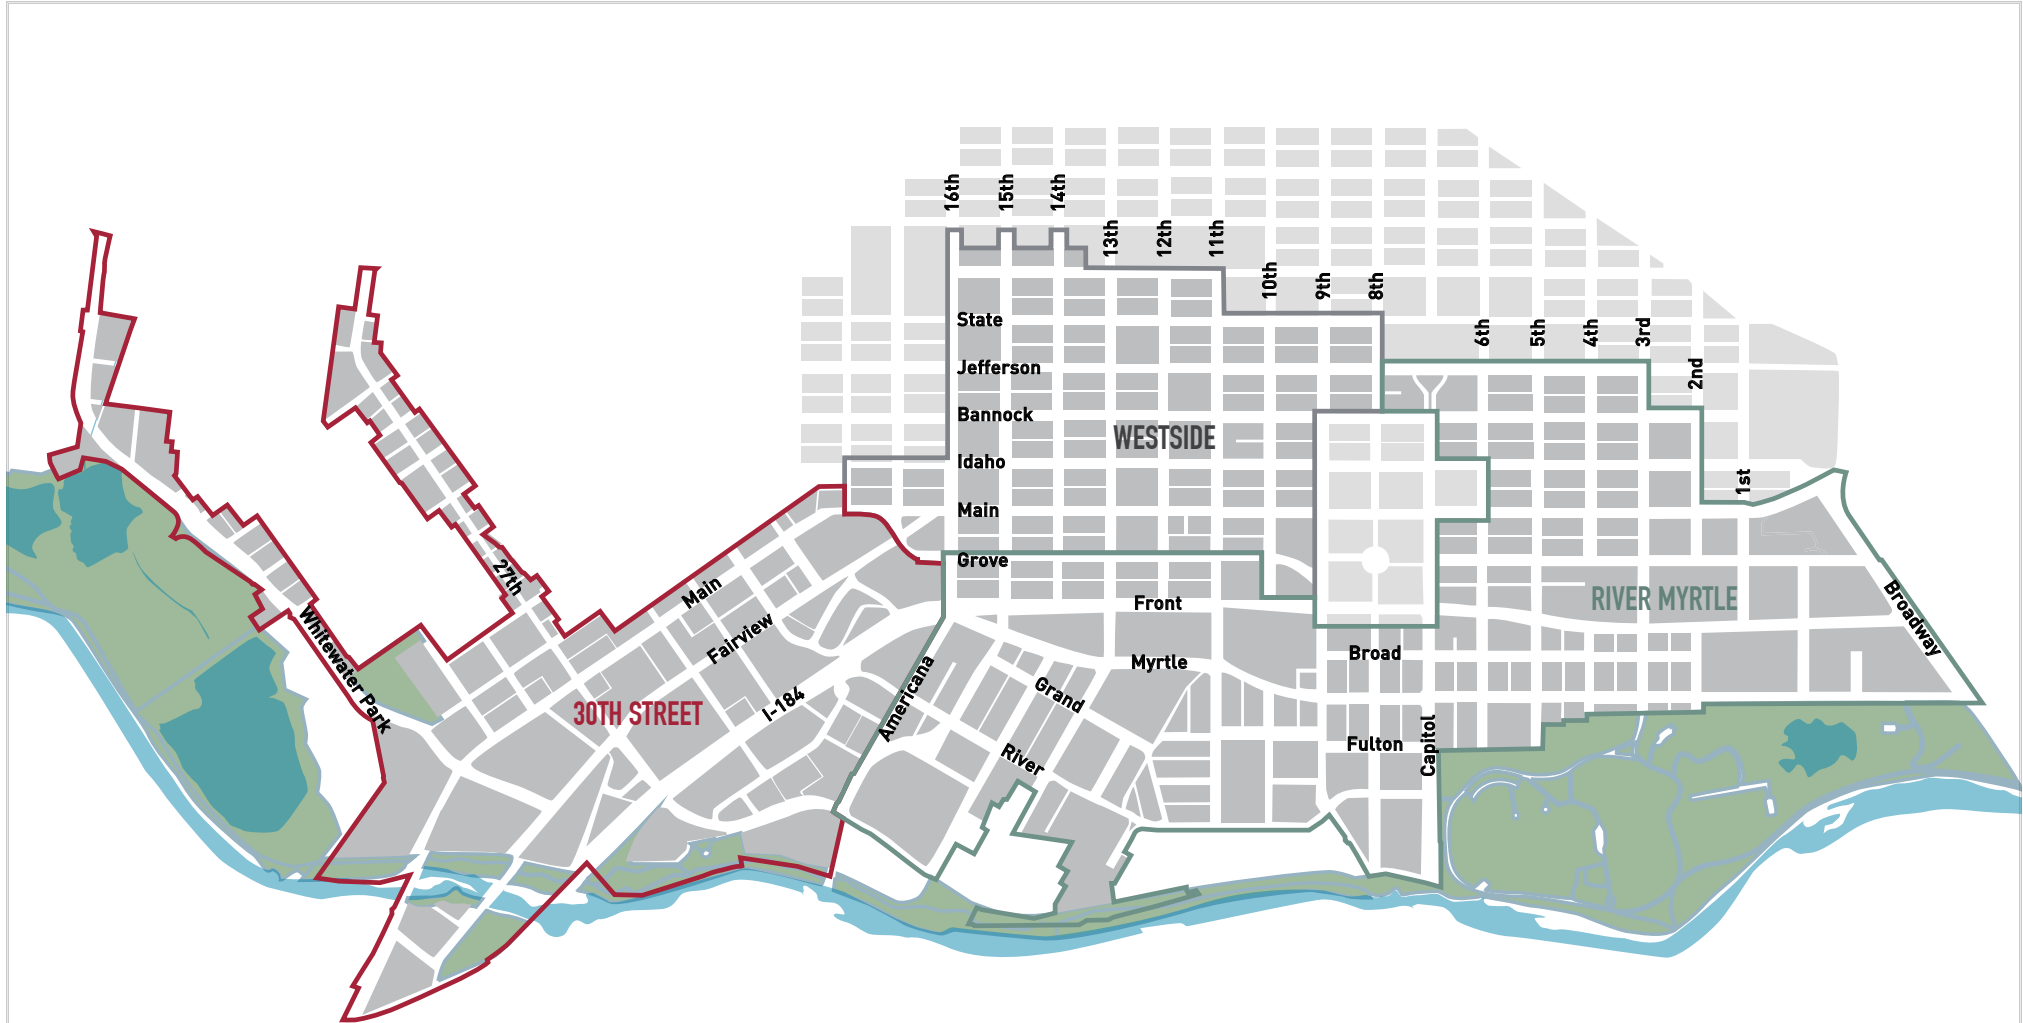 16th
15th
14th
13th
12th
11th
10th
9th
8th
6th
5th
4th
3rd
2nd
1st
State
Jefferson
Bannock
WESTSIDE
Idaho
Main
Grove
27th
Main
Fairview
Front
RIVER MYRTLE
Broadway
Whitewater Park
30TH STREET
I-184
Americana
Myrtle
Broad
Grand
River
Fulton
Capitol